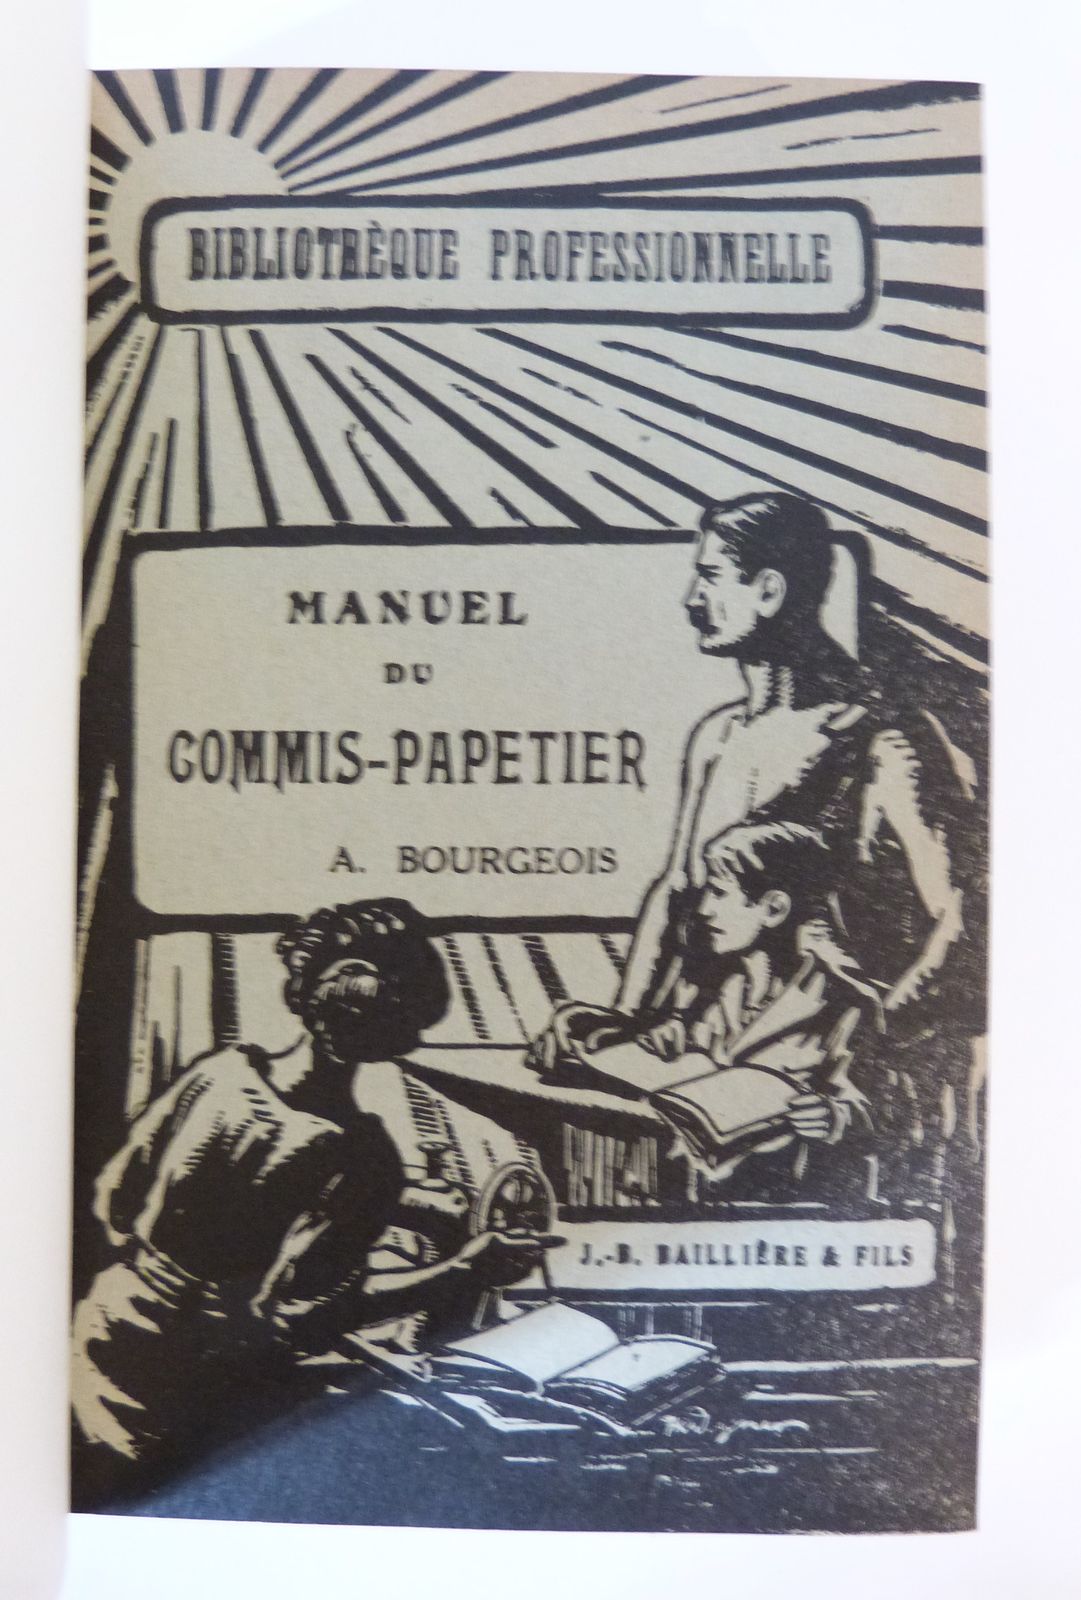 BIBLIOTHÈQUE PROFESSIONNELLE
MANUEL
DU
COMMIS-PAPETIER
A. BOURGEOIS
J.-B. BAILLIÈRE & FILS